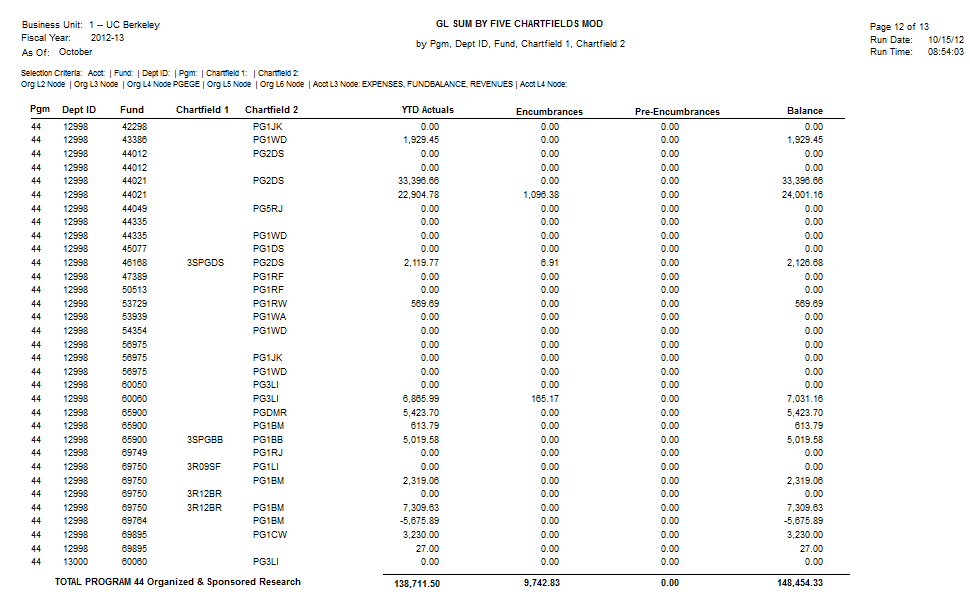 Business Unit: 1 -- UC Berkeley
Fiscal Year: 2012-13
As Of: October
GL SUM BY FIVE CHARTFIELDS MOD
by Pgm, Dept ID, Fund, Chartfield 1, Chartfield 2
Page 12 of 13
Run Date: 10/15/12
Run Time: 08:54:03
Selection Criteria: Acct: | Fund: | Dept ID: | Pgm: | Chartfield 1: | Chartfield 2:
Org L2 Node | Org L3 Node | Org L4 Node PGEGE | Org L5 Node | Org L6 Node | Acct L3 Node: EXPENSES, FUNDBALANCE, REVENUES | Acct L4 Node:
Pgm Dept ID Fund Chartfield 1 Chartfield 2 YTD Actuals Encumbrances Pre-Encumbrances Balance
44 12998 42298 PG1JK 0.00 0.00 0.00 0.00
44 12998 43386 PG1WD 1,929.45 0.00 0.00 1,929.45
44 12998 44012 PG2DS 0.00 0.00 0.00 0.00
44 12998 44012 0.00 0.00 0.00 0.00
44 12998 44021 PG2DS 33,396.66 0.00 0.00 33,396.66
44 12998 44021 22,904.78 1,096.38 0.00 24,001.16
44 12998 44049 PG5RJ 0.00 0.00 0.00 0.00
44 12998 44335 0.00 0.00 0.00 0.00
44 12998 44335 PG1WD 0.00 0.00 0.00 0.00
44 12998 45077 PG1DS 0.00 0.00 0.00 0.00
44 12998 46168 3SPGDS PG2DS 2,119.77 6.91 0.00 2,126.68
44 12998 47389 PG1RF 0.00 0.00 0.00 0.00
44 12998 50513 PG1RF 0.00 0.00 0.00 0.00
44 12998 53729 PG1RW 569.69 0.00 0.00 569.69
44 12998 53939 PG1WA 0.00 0.00 0.00 0.00
44 12998 54354 PG1WD 0.00 0.00 0.00 0.00
44 12998 56975 0.00 0.00 0.00 0.00
44 12998 56975 PG1JK 0.00 0.00 0.00 0.00
44 12998 56975 PG1WD 0.00 0.00 0.00 0.00
44 12998 60050 PG3LI 0.00 0.00 0.00 0.00
44 12998 60060 PG3LI 6,865.99 165.17 0.00 7,031.16
44 12998 65900 PGDMR 5,423.70 0.00 0.00 5,423.70
44 12998 65900 PG1BM 613.79 0.00 0.00 613.79
44 12998 65900 3SPGBB PG1BB 5,019.58 0.00 0.00 5,019.58
44 12998 69749 PG1RJ 0.00 0.00 0.00 0.00
44 12998 69750 3R09SF PG1LI 0.00 0.00 0.00 0.00
44 12998 69750 PG1BM 2,319.06 0.00 0.00 2,319.06
44 12998 69750 3R12BR 0.00 0.00 0.00 0.00
44 12998 69750 3R12BR PG1BM 7,309.63 0.00 0.00 7,309.63
44 12998 69764 PG1BM -5,675.89 0.00 0.00 -5,675.89
44 12998 69895 PG1CW 3,230.00 0.00 0.00 3,230.00
44 12998 69895 27.00 0.00 0.00 27.00
44 13000 60060 PG3LI 0.00 0.00 0.00 0.00
TOTAL PROGRAM 44 Organized & Sponsored Research 138,711.50 9,742.83 0.00 148,454.33